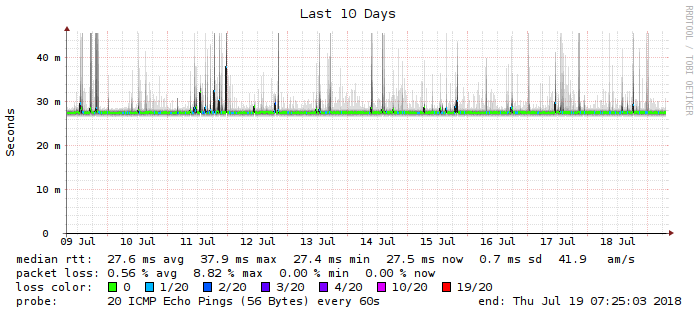 Last 10 Days
RRDTOOL / TOBI OETIKER
Seconds
40 m
30 m
20 m
10 m
0
09 Jul 10 Jul 11 Jul 12 Jul 13 Jul 14 Jul 15 Jul 16 Jul 17 Jul 18 Jul
median rtt: 27.6 ms avg 37.9 ms max 27.4 ms min 27.5 ms now 0.7 ms sd 41.9 am/s
packet loss: 0.56 % avg 8.82 % max 0.00 % min 0.00 % now
loss color: 0 1/20 2/20 3/20 4/20 10/20 19/20
probe: 20 ICMP Echo Pings (56 Bytes) every 60s end: Thu Jul 19 07:25:03 2018